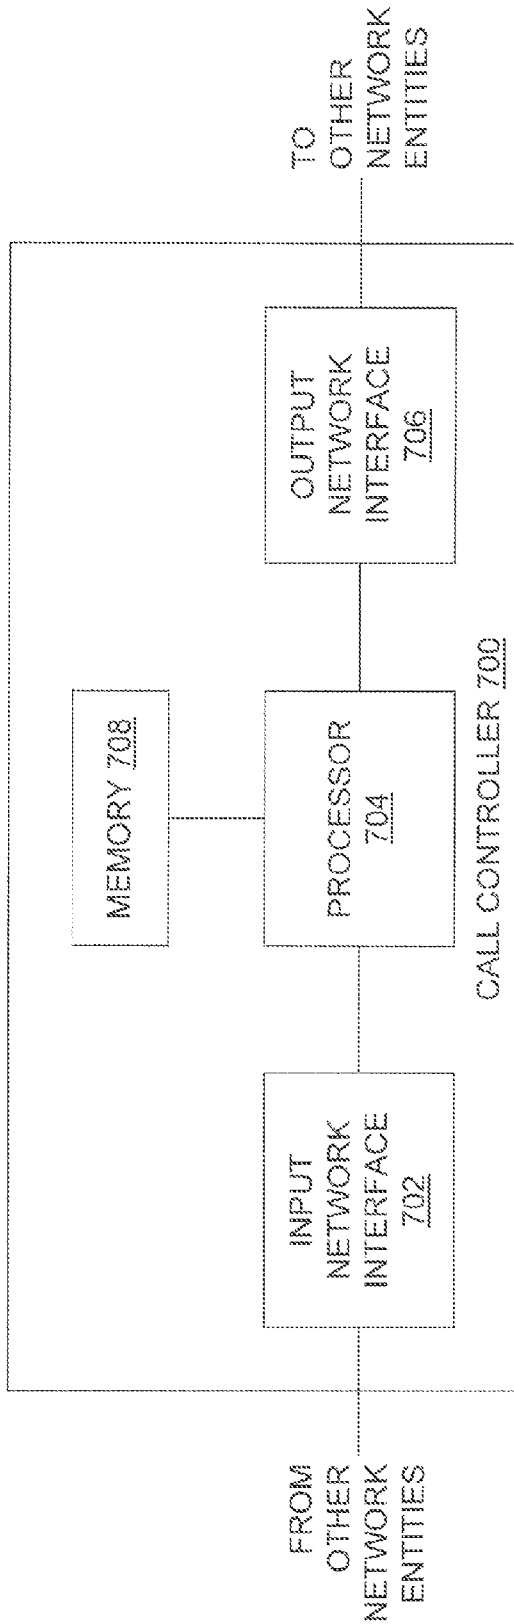 FROM
OTHER
NETWORK
ENTITIES
INPUT
NETWORK
INTERFACE
702
MEMORY 708
PROCESSOR
704
CALL CONTROLLER 700
OUTPUT
NETWORK
INTERFACE
706
TO
OTHER
NETWORK
ENTITIES